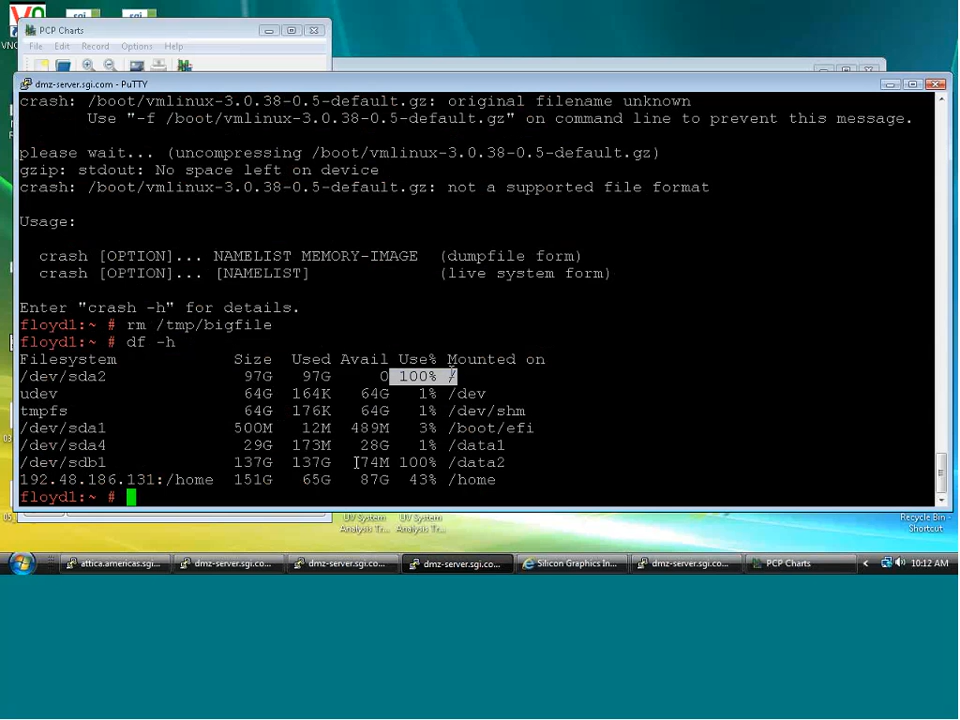 PCP Charts
File Edit Record Options Help
dmz-server.sgi.com - PuTTY
crash: /boot/vmlinux-3.0.38-0.5-default.gz: original filename unknown
Use "-f /boot/vmlinux-3.0.38-0.5-default.gz" on command line to prevent this message.
please wait... (uncompressing /boot/vmlinux-3.0.38-0.5-default.gz)
gzip: stdout: No space left on device
crash: /boot/vmlinux-3.0.38-0.5-default.gz: not a supported file format
Usage:
crash [OPTION]... NAMELIST MEMORY-IMAGE (dumpfile form)
crash [OPTION]... [NAMELIST] (live system form)
Enter "crash -h" for details.
floyd1:~ # rm /tmp/bigfile
floyd1:~ # df -h
Filesystem Size Used Avail Use% Mounted on
/dev/sda2 97G 97G 0 100% /
udev 64G 164K 64G 1% /dev
tmpfs 64G 176K 64G 1% /dev/shm
/dev/sda1 500M 12M 489M 3% /boot/efi
/dev/sda4 29G 173M 28G 1% /data1
/dev/sdb1 137G 137G 174M 100% /data2
192.48.186.131:/home 151G 65G 87G 43% /home
floyd1:~ #
UV System UV System
Analysis Tr... Analysis Tr...
Recycle Bin -
Shortcut
attica.americas.sgi... dmz-server.sgi.co... dmz-server.sgi.co... dmz-server.sgi.co... Silicon Graphics In... dmz-server.sgi.co... PCP Charts 10:12 AM